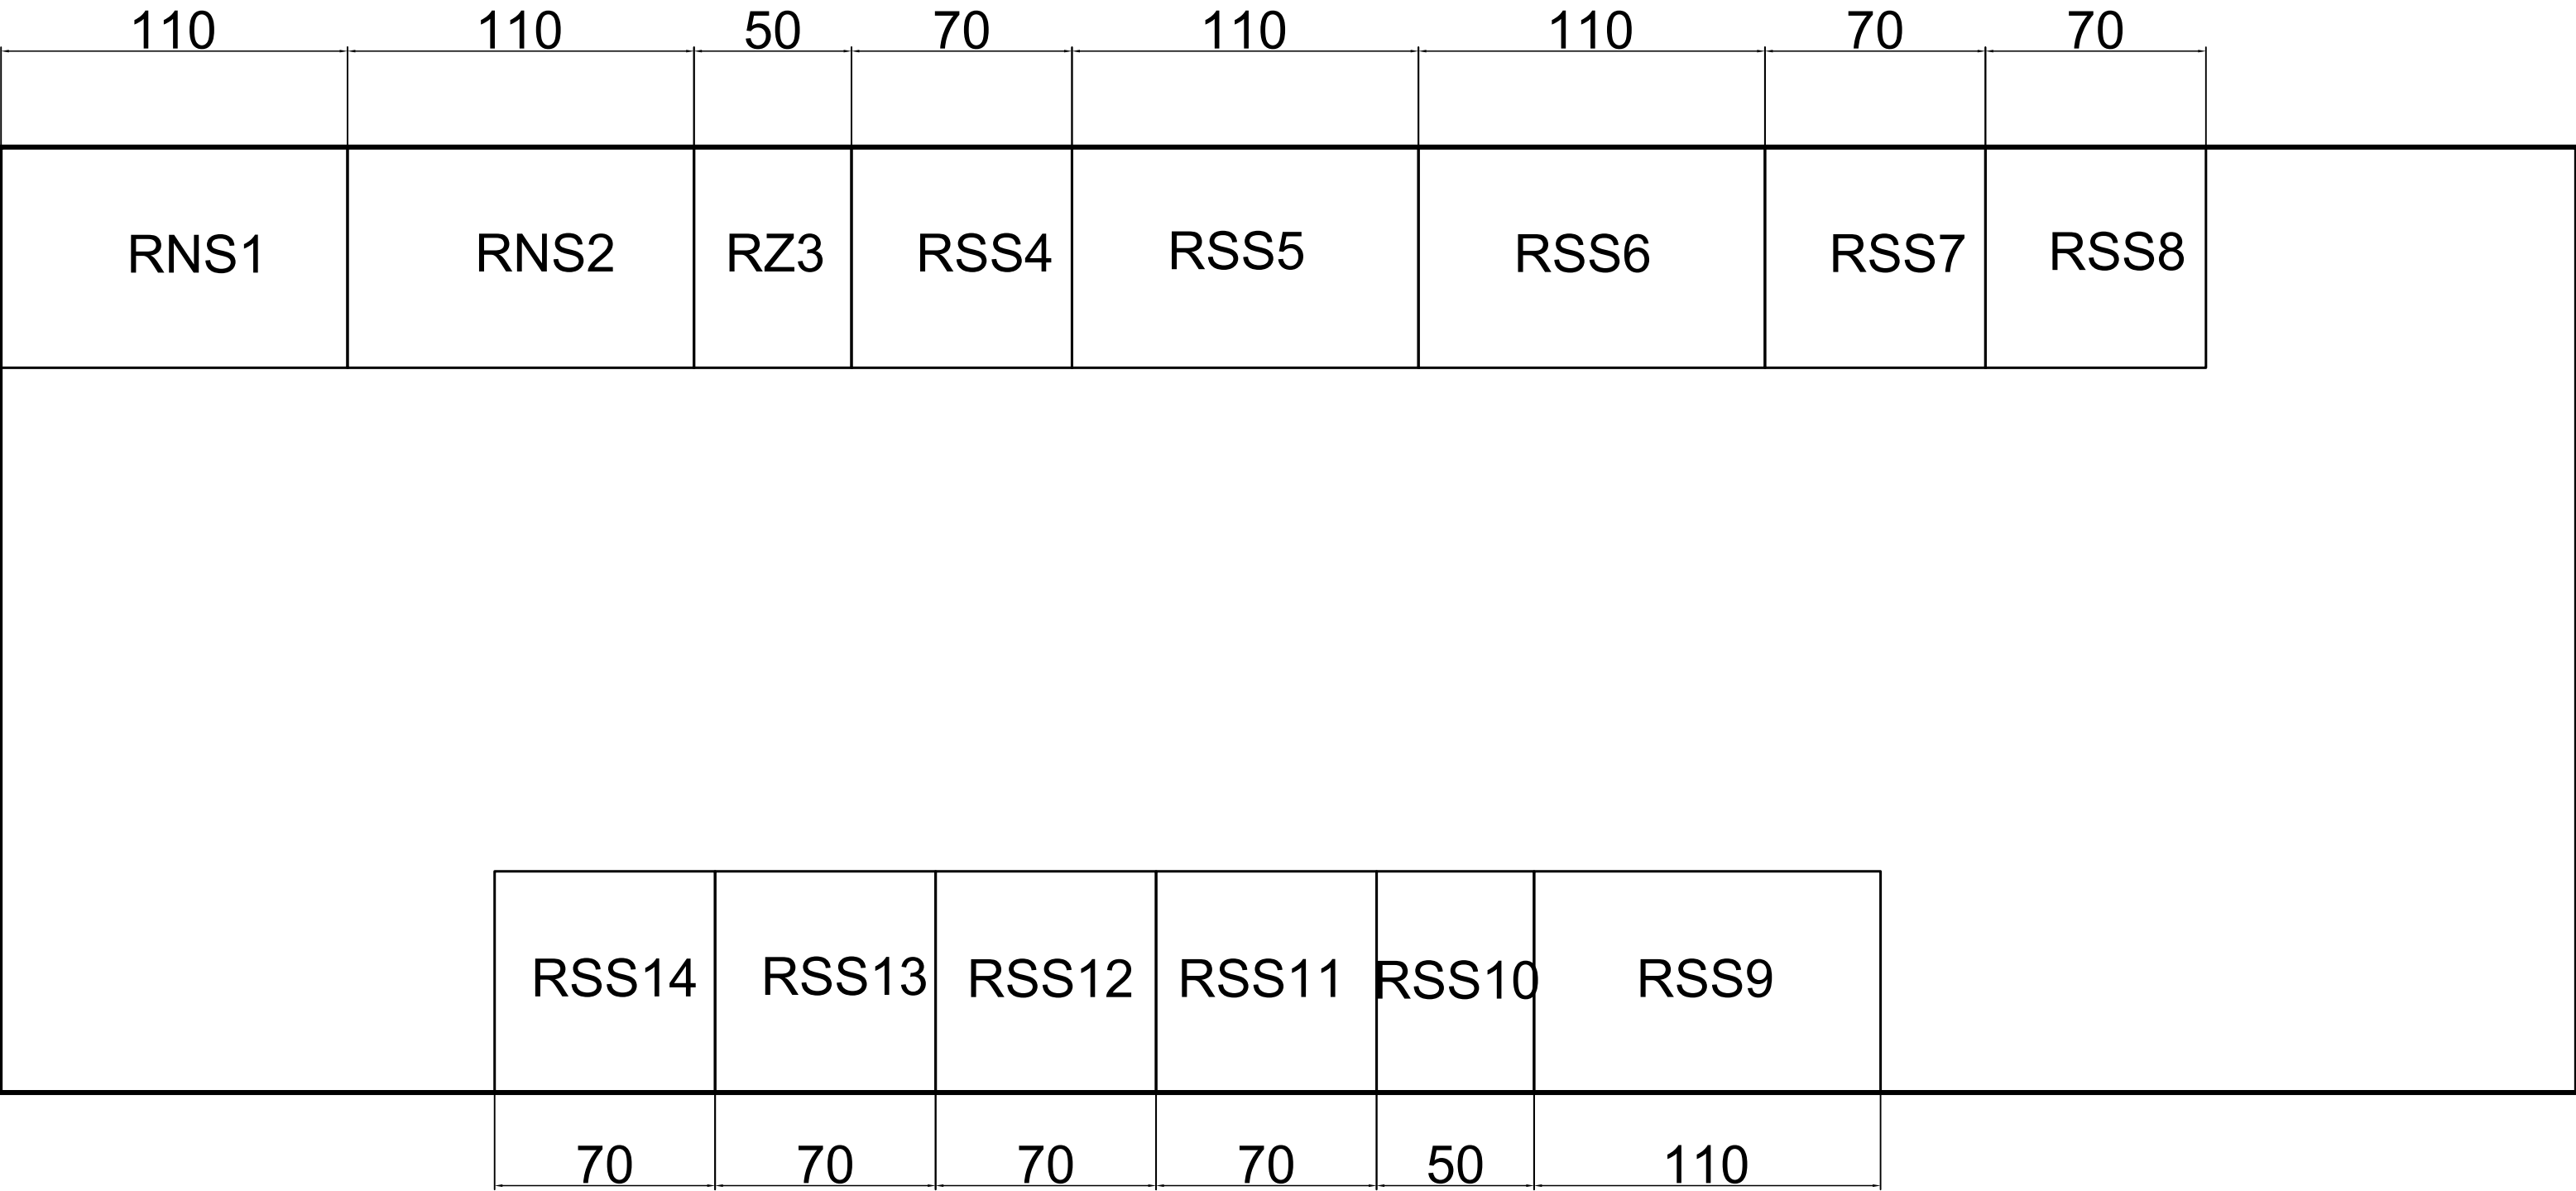 110 110 50 70 110 110 70 70
RNS1 RNS2 RZ3 RSS4 RSS5 RSS6 RSS7 RSS8
RSS14 RSS13 RSS12 RSS11 RSS10 RSS9
70 70 70 70 50 110